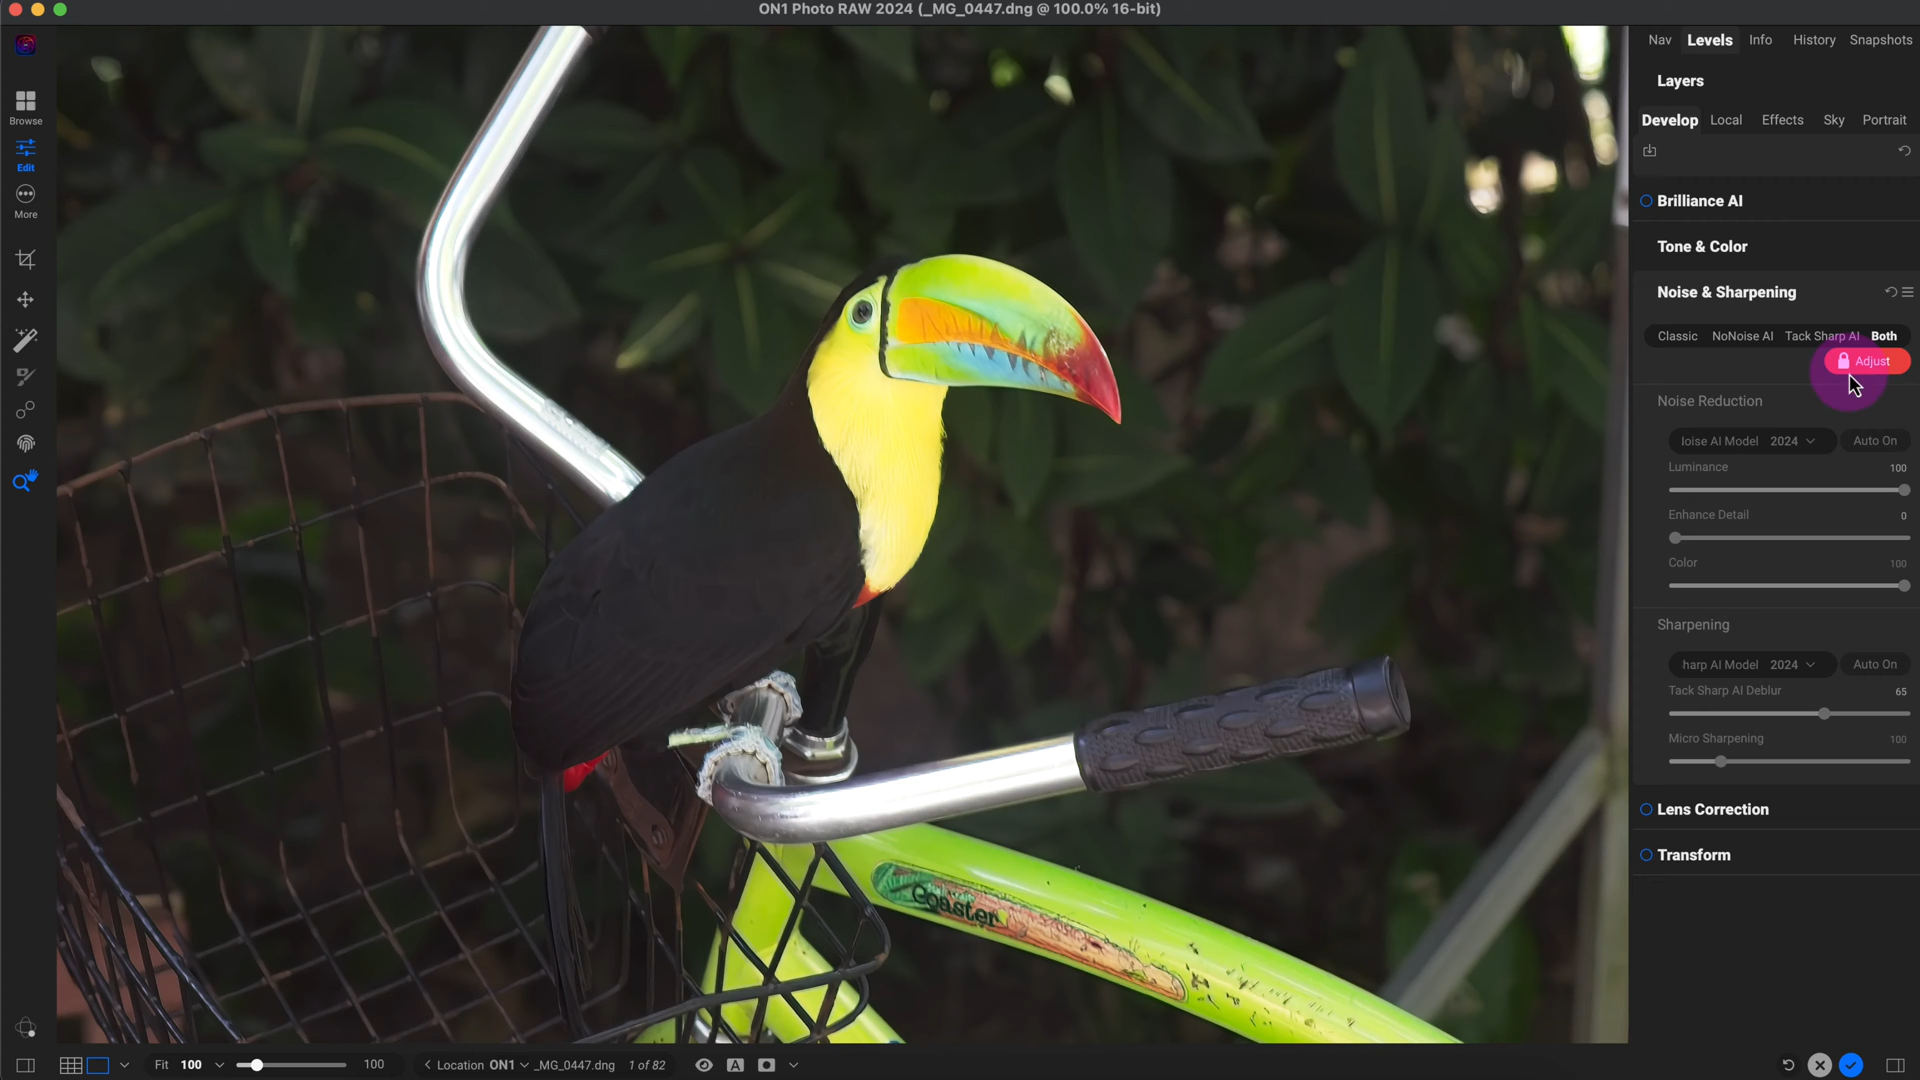 ON1 Photo RAW 2024 (_MG_0447.dng @ 100.0% 16-bit)
Nav Levels Info History Snapshots
Layers
Develop Local Effects Sky Portrait
Browse
Edit
More
Brilliance AI
Tone & Color
Noise & Sharpening
Classic NoNoise AI Tack Sharp AI Both
Adjust
Noise Reduction
loise AI Model 2024 Auto On
Luminance 100
Enhance Detail 0
Color 100
Sharpening
harp AI Model 2024 Auto On
Tack Sharp AI Deblur 65
Micro Sharpening 100
Lens Correction
Transform
Coaster
Fit 100 100 Location ON1 _MG_0447.dng 1 of 82 A